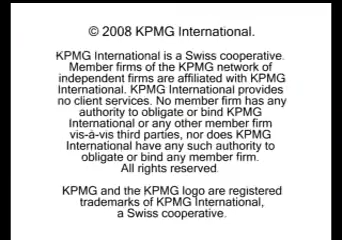 © 2008 KPMG International.
KPMG International is a Swiss cooperative.
Member firms of the KPMG network of
independent firms are affiliated with KPMG
International. KPMG International provides
no client services. No member firm has any
authority to obligate or bind KPMG
International or any other member firm
vis-à-vis third parties, nor does KPMG
International have any such authority to
obligate or bind any member firm.
All rights reserved.
KPMG and the KPMG logo are registered
trademarks of KPMG International,
a Swiss cooperative.